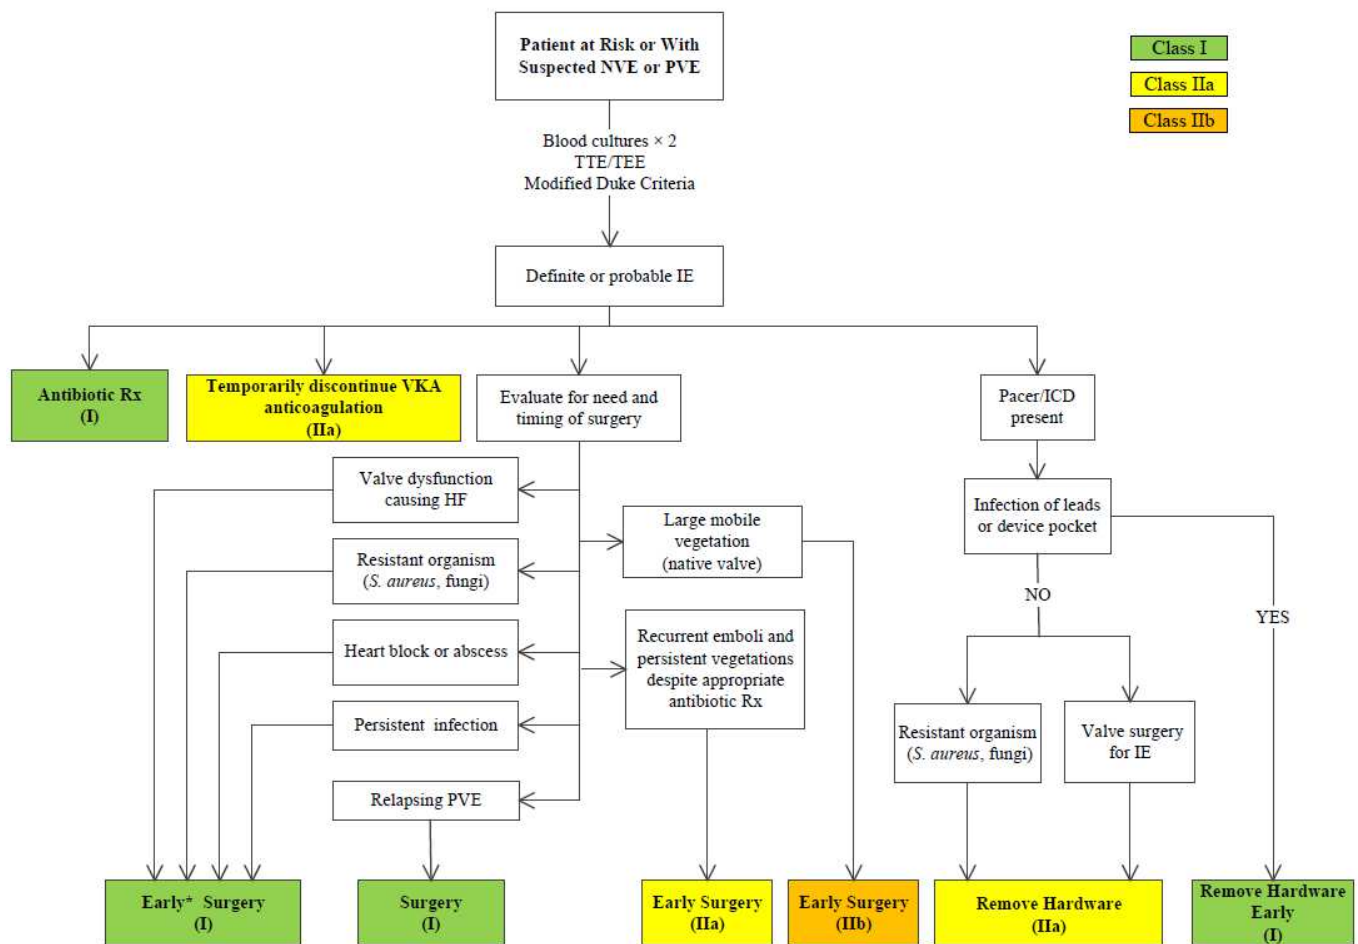 Patient at Risk or With
Suspected NVE or PVE
Class I
Class IIa
Class IIb
Blood cultures × 2
TTE/TEE
Modified Duke Criteria
Definite or probable IE
Antibiotic Rx
(I)
Temporarily discontinue VKA
anticoagulation
(IIa)
Evaluate for need and
timing of surgery
Pacer/ICD
present
Valve dysfunction
causing HF
Large mobile
vegetation
(native valve)
Infection of leads
or device pocket
Resistant organism
(S. aureus, fungi)
NO
YES
Heart block or abscess
Recurrent emboli and
persistent vegetations
despite appropriate
antibiotic Rx
Persistent infection
Resistant organism
(S. aureus, fungi)
Valve surgery
for IE
Relapsing PVE
Early* Surgery
(I)
Surgery
(I)
Early Surgery
(IIa)
Early Surgery
(IIb)
Remove Hardware
(IIa)
Remove Hardware
Early
(I)